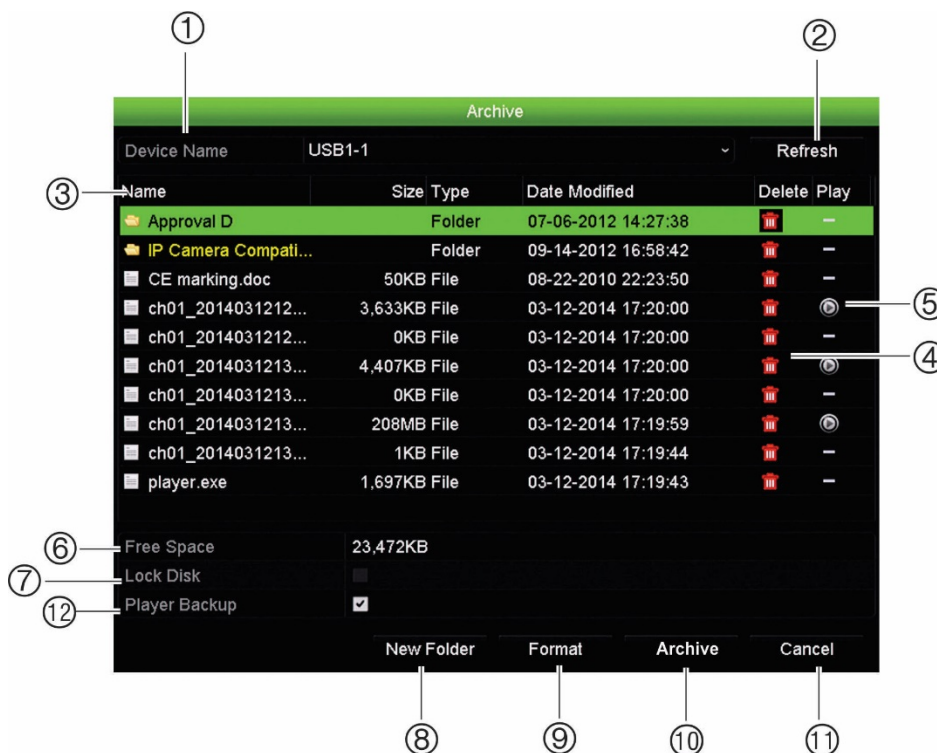 ① ②
Archive
Device Name USB1-1 Refresh
③ Name Size Type Date Modified Delete Play
Approval D Folder 07-06-2012 14:27:38 –
IP Camera Compati... Folder 09-14-2012 16:58:42 –
CE marking.doc 50KB File 08-22-2010 22:23:50 –
ch01_2014031212... 3,633KB File 03-12-2014 17:20:00 ⑤
ch01_2014031212... 0KB File 03-12-2014 17:20:00 –
④
ch01_2014031213... 4,407KB File 03-12-2014 17:20:00
ch01_2014031213... 0KB File 03-12-2014 17:20:00 –
ch01_2014031213... 208MB File 03-12-2014 17:19:59
ch01_2014031213... 1KB File 03-12-2014 17:19:44 –
player.exe 1,697KB File 03-12-2014 17:19:43 –
⑥ Free Space 23,472KB
⑦ Lock Disk
⑫ Player Backup
New Folder Format Archive Cancel
⑧ ⑨ ⑩ ⑪